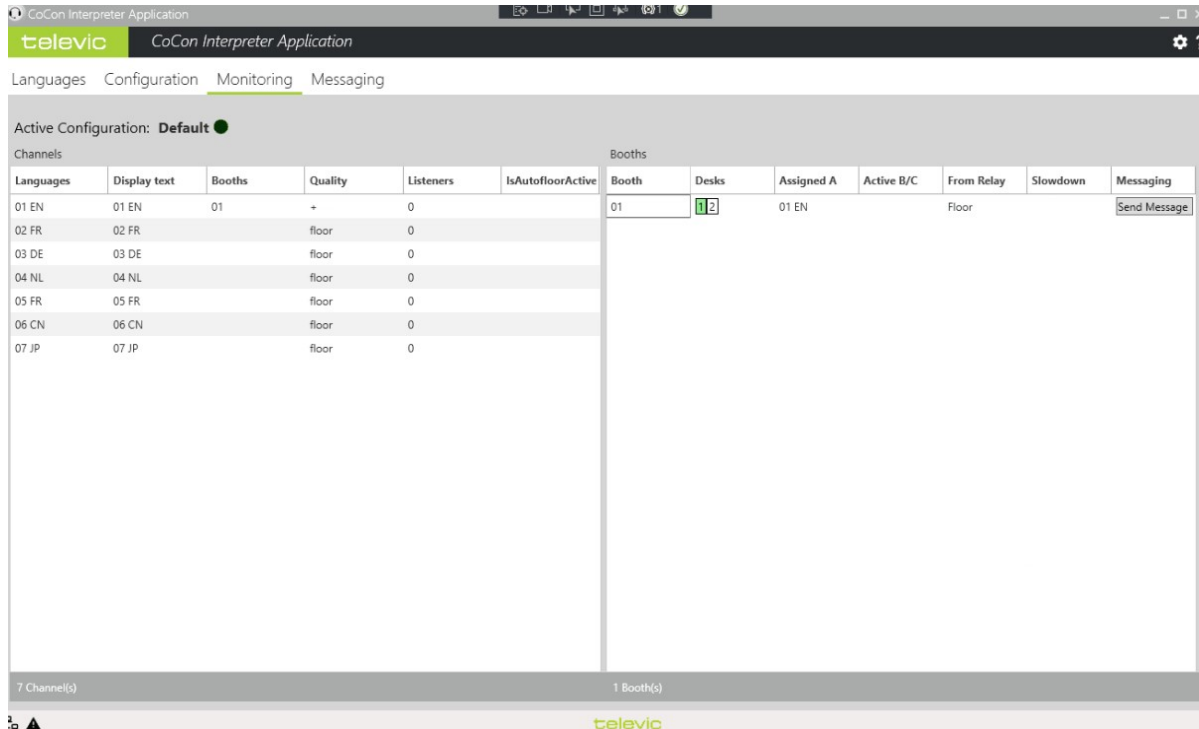 CoCon Interpreter Application
1
televic CoCon Interpreter Application
Languages Configuration Monitoring Messaging
Active Configuration: Default
Channels
Languages Display text Booths Quality Listeners IsAutofloorActive
01 EN 01 EN 01 + 0
02 FR 02 FR floor 0
03 DE 03 DE floor 0
04 NL 04 NL floor 0
05 FR 05 FR floor 0
06 CN 06 CN floor 0
07 JP 07 JP floor 0
7 Channel(s)
Booths
Booth Desks Assigned A Active B/C From Relay Slowdown Messaging
01 1 2 01 EN Floor Send Message
1 Booth(s)
televic